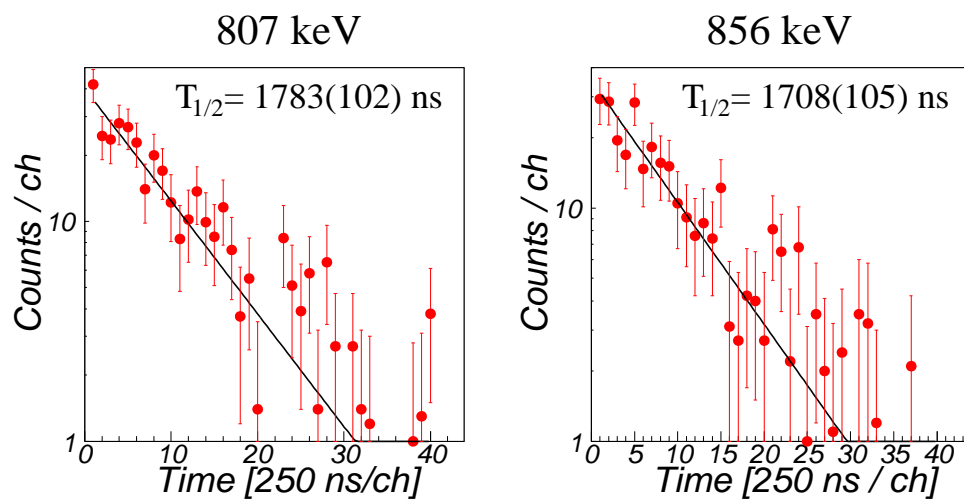 807 keV
T1/2= 1783(102) ns
Counts / ch
10
1
0 10 20 30 40
Time [250 ns/ch]
856 keV
T1/2= 1708(105) ns
Counts / ch
10
1
0 5 10 15 20 25 30 35 40
Time [250 ns / ch]